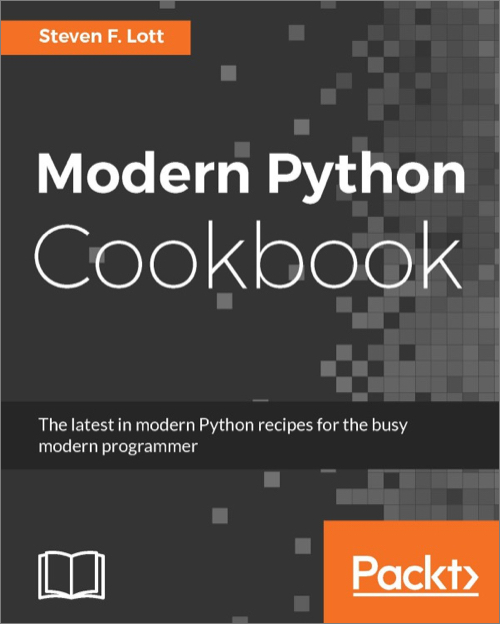 Steven F. Lott
Modern Python
Cookbook
The latest in modern Python recipes for the busy
modern programmer
Packt>